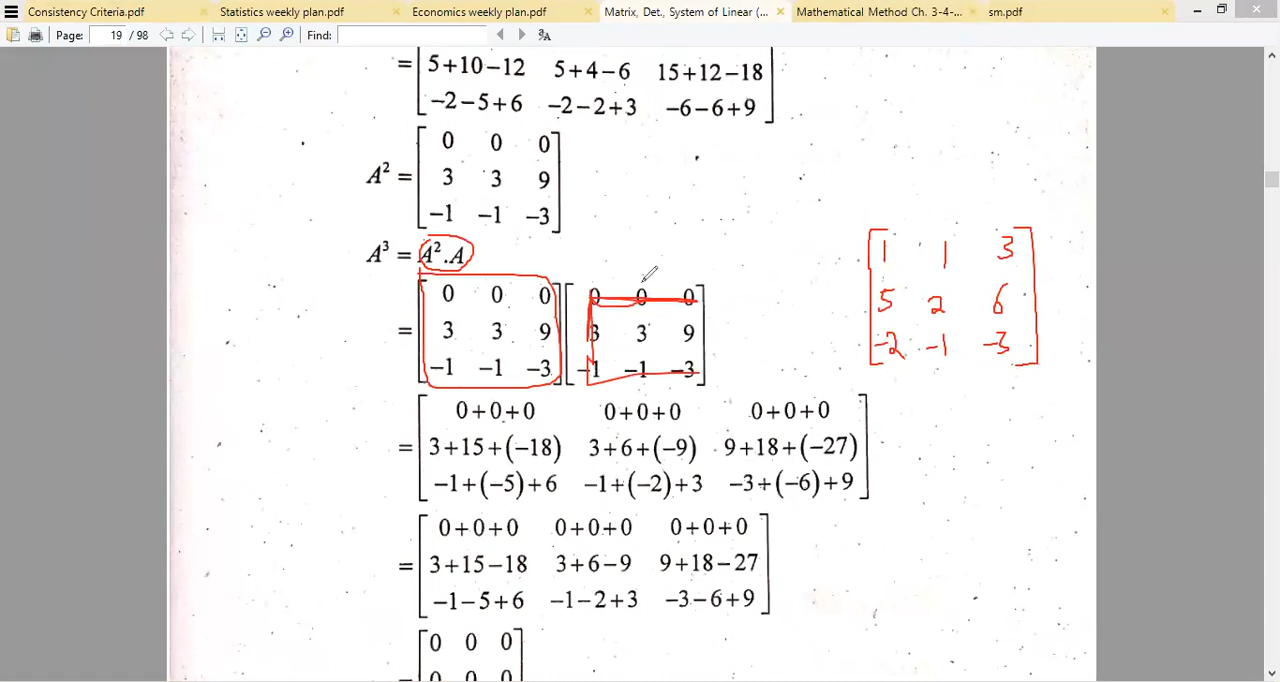 Consistency Criteria.pdf × Statistics weekly plan.pdf × Economics weekly plan.pdf × Matrix, Det., System of Linear (... × Mathematical Method Ch. 3-4-... × sm.pdf ×
Page: 19 / 98 Find:
= [ 5+10−12 5+4−6 15+12−18
−2−5+6 −2−2+3 −6−6+9 ]
[ 0 0 0 ]
A² = [ 3 3 9 ]
[ −1 −1 −3 ]
A³ = A².A
[ 0 0 0 ] [ 0 0 0 ]
= [ 3 3 9 ] [ 3 3 9 ]
[ −1 −1 −3 ] [ −1 −1 −3 ]
[ 1 1 3 ]
[ 5 2 6 ]
[ −2 −1 −3 ]
[ 0+0+0 0+0+0 0+0+0 ]
= [ 3+15+(−18) 3+6+(−9) 9+18+(−27) ]
[ −1+(−5)+6 −1+(−2)+3 −3+(−6)+9 ]
[ 0+0+0 0+0+0 0+0+0 ]
= [ 3+15−18 3+6−9 9+18−27 ]
[ −1−5+6 −1−2+3 −3−6+9 ]
[ 0 0 0 ]
= [ 0 0 0 ]